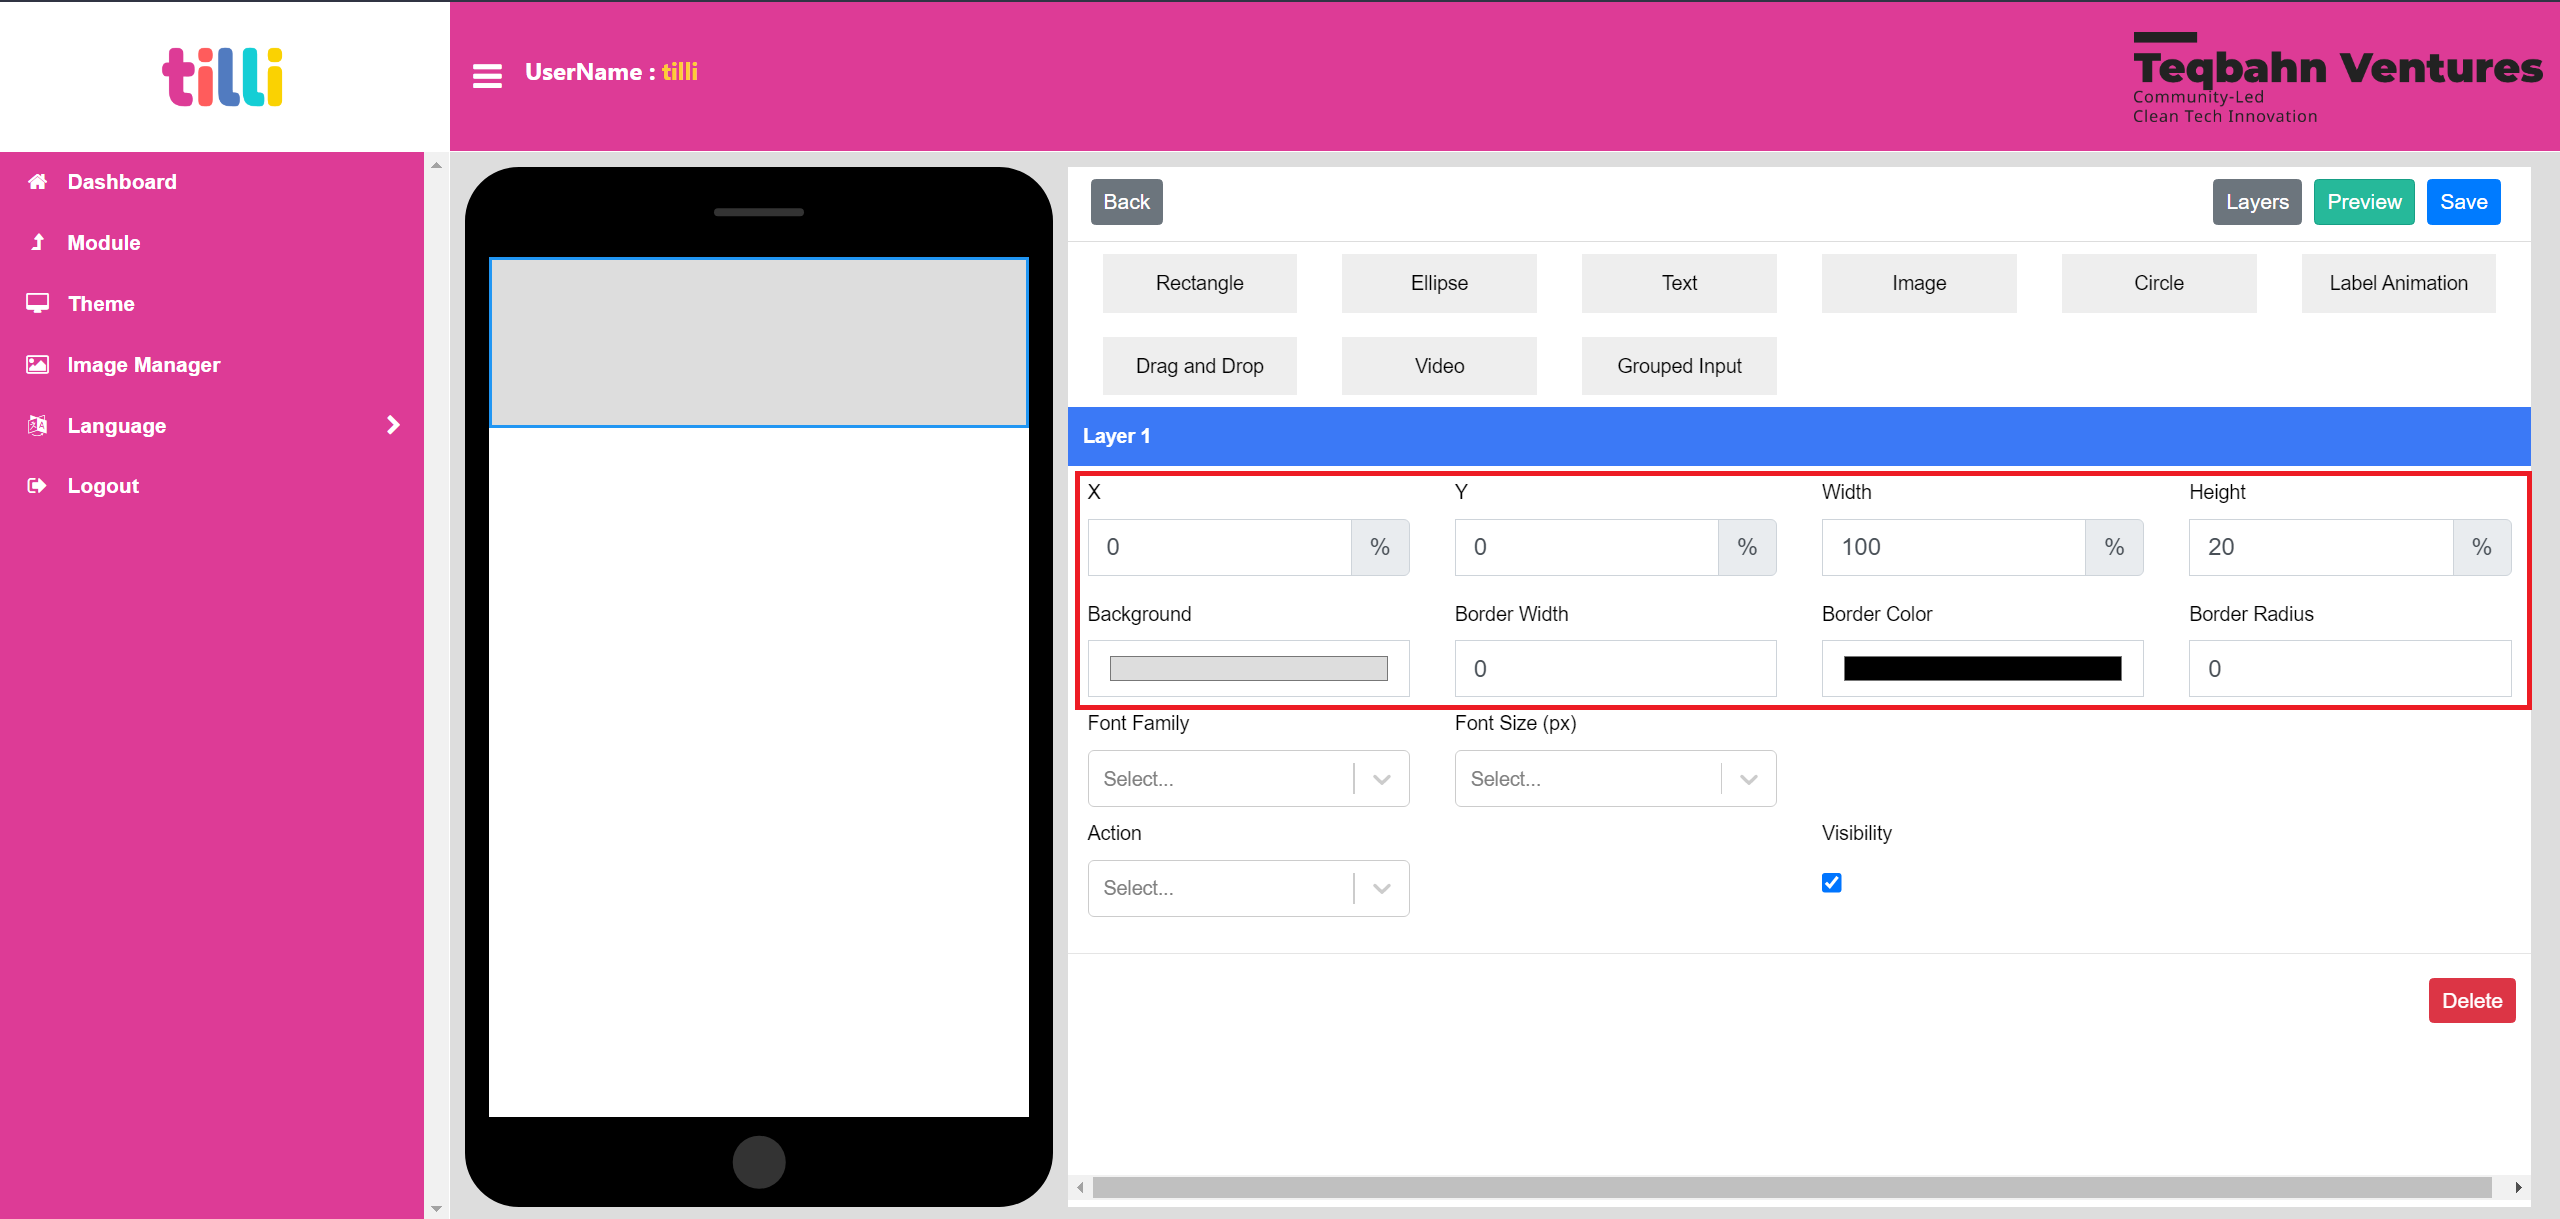 tilli
UserName : tilli
Teqbahn Ventures
Community-Led
Clean Tech Innovation
Dashboard
Module
Theme
Image Manager
Language
Logout
Back
Layers
Preview
Save
Rectangle
Ellipse
Text
Image
Circle
Label Animation
Drag and Drop
Video
Grouped Input
Layer 1
X
Y
Width
Height
0 %
0 %
100 %
20 %
Background
Border Width
Border Color
Border Radius
0
0
Font Family
Font Size (px)
Select...
Select...
Action
Visibility
Select...
Delete